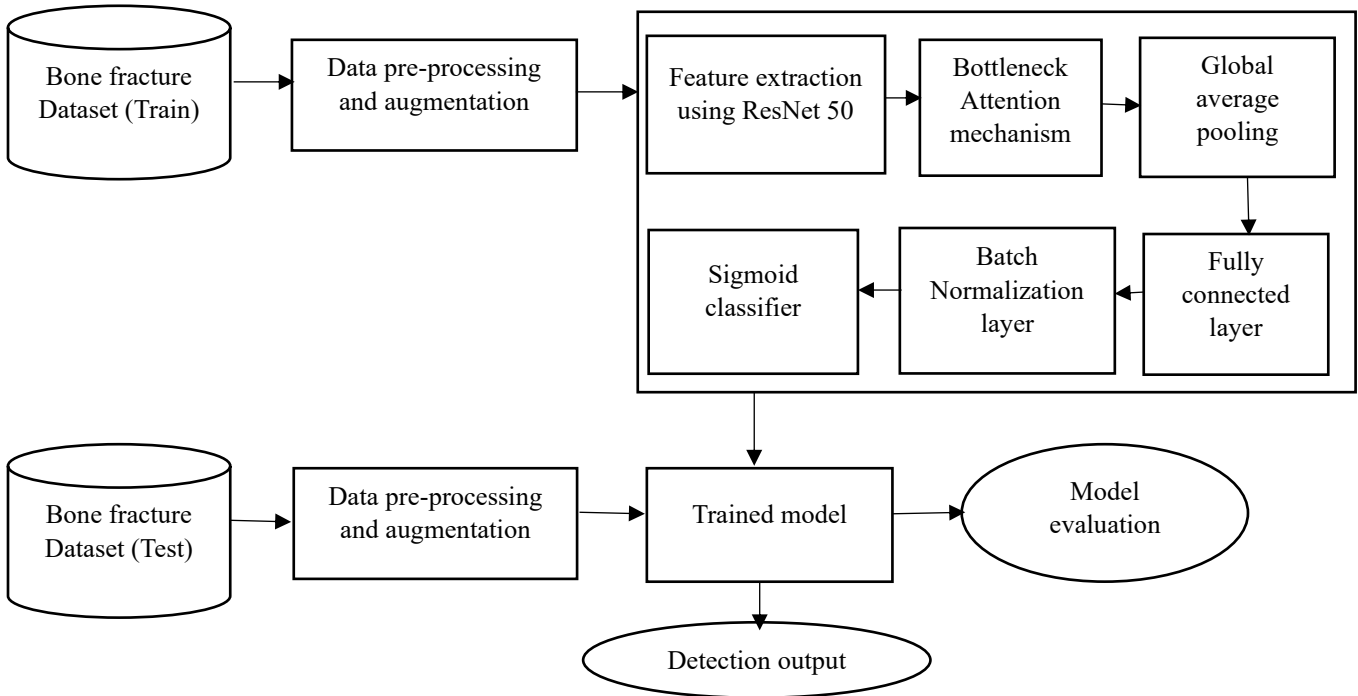 Bone fracture
Dataset (Train)
Data pre-processing
and augmentation
Feature extraction
using ResNet 50
Bottleneck
Attention
mechanism
Global
average
pooling
Sigmoid
classifier
Batch
Normalization
layer
Fully
connected
layer
Bone fracture
Dataset (Test)
Data pre-processing
and augmentation
Trained model
Model
evaluation
Detection output